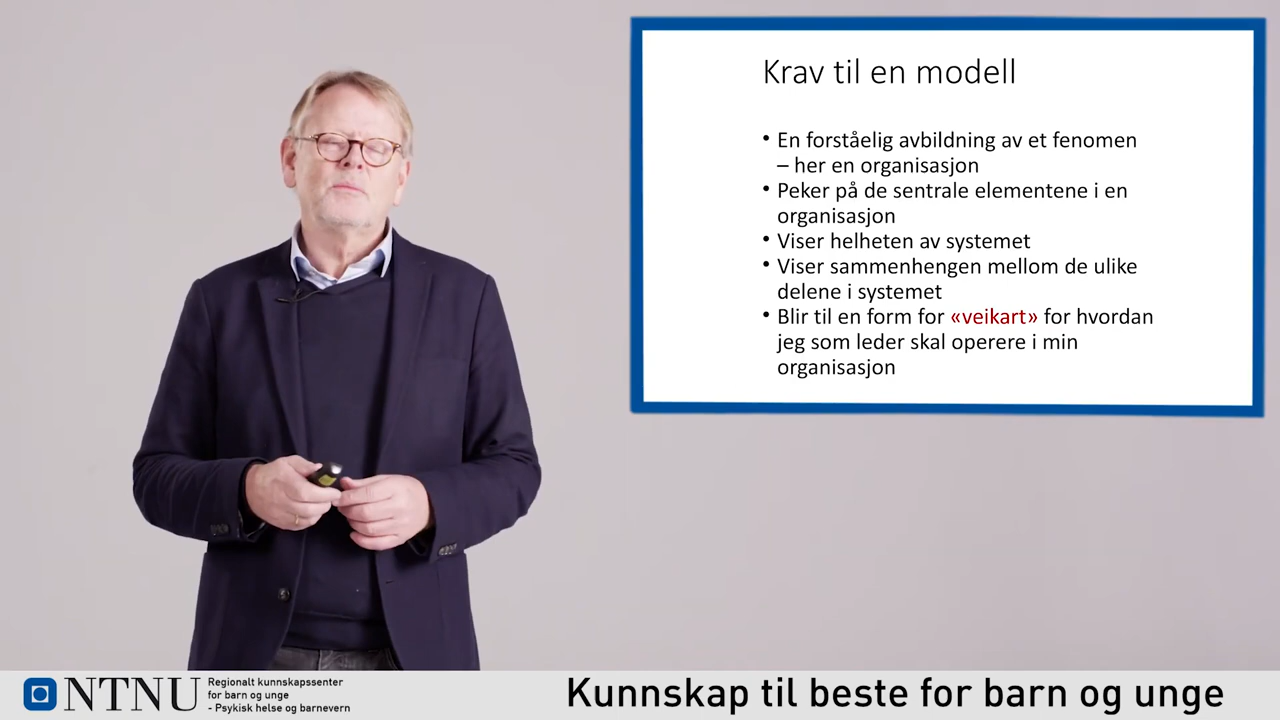 Krav til en modell
• En forståelig avbildning av et fenomen
– her en organisasjon
• Peker på de sentrale elementene i en
organisasjon
• Viser helheten av systemet
• Viser sammenhengen mellom de ulike
delene i systemet
• Blir til en form for «veikart» for hvordan
jeg som leder skal operere i min
organisasjon
NTNU
Regionalt kunnskapssenter
for barn og unge
- Psykisk helse og barnevern
Kunnskap til beste for barn og unge